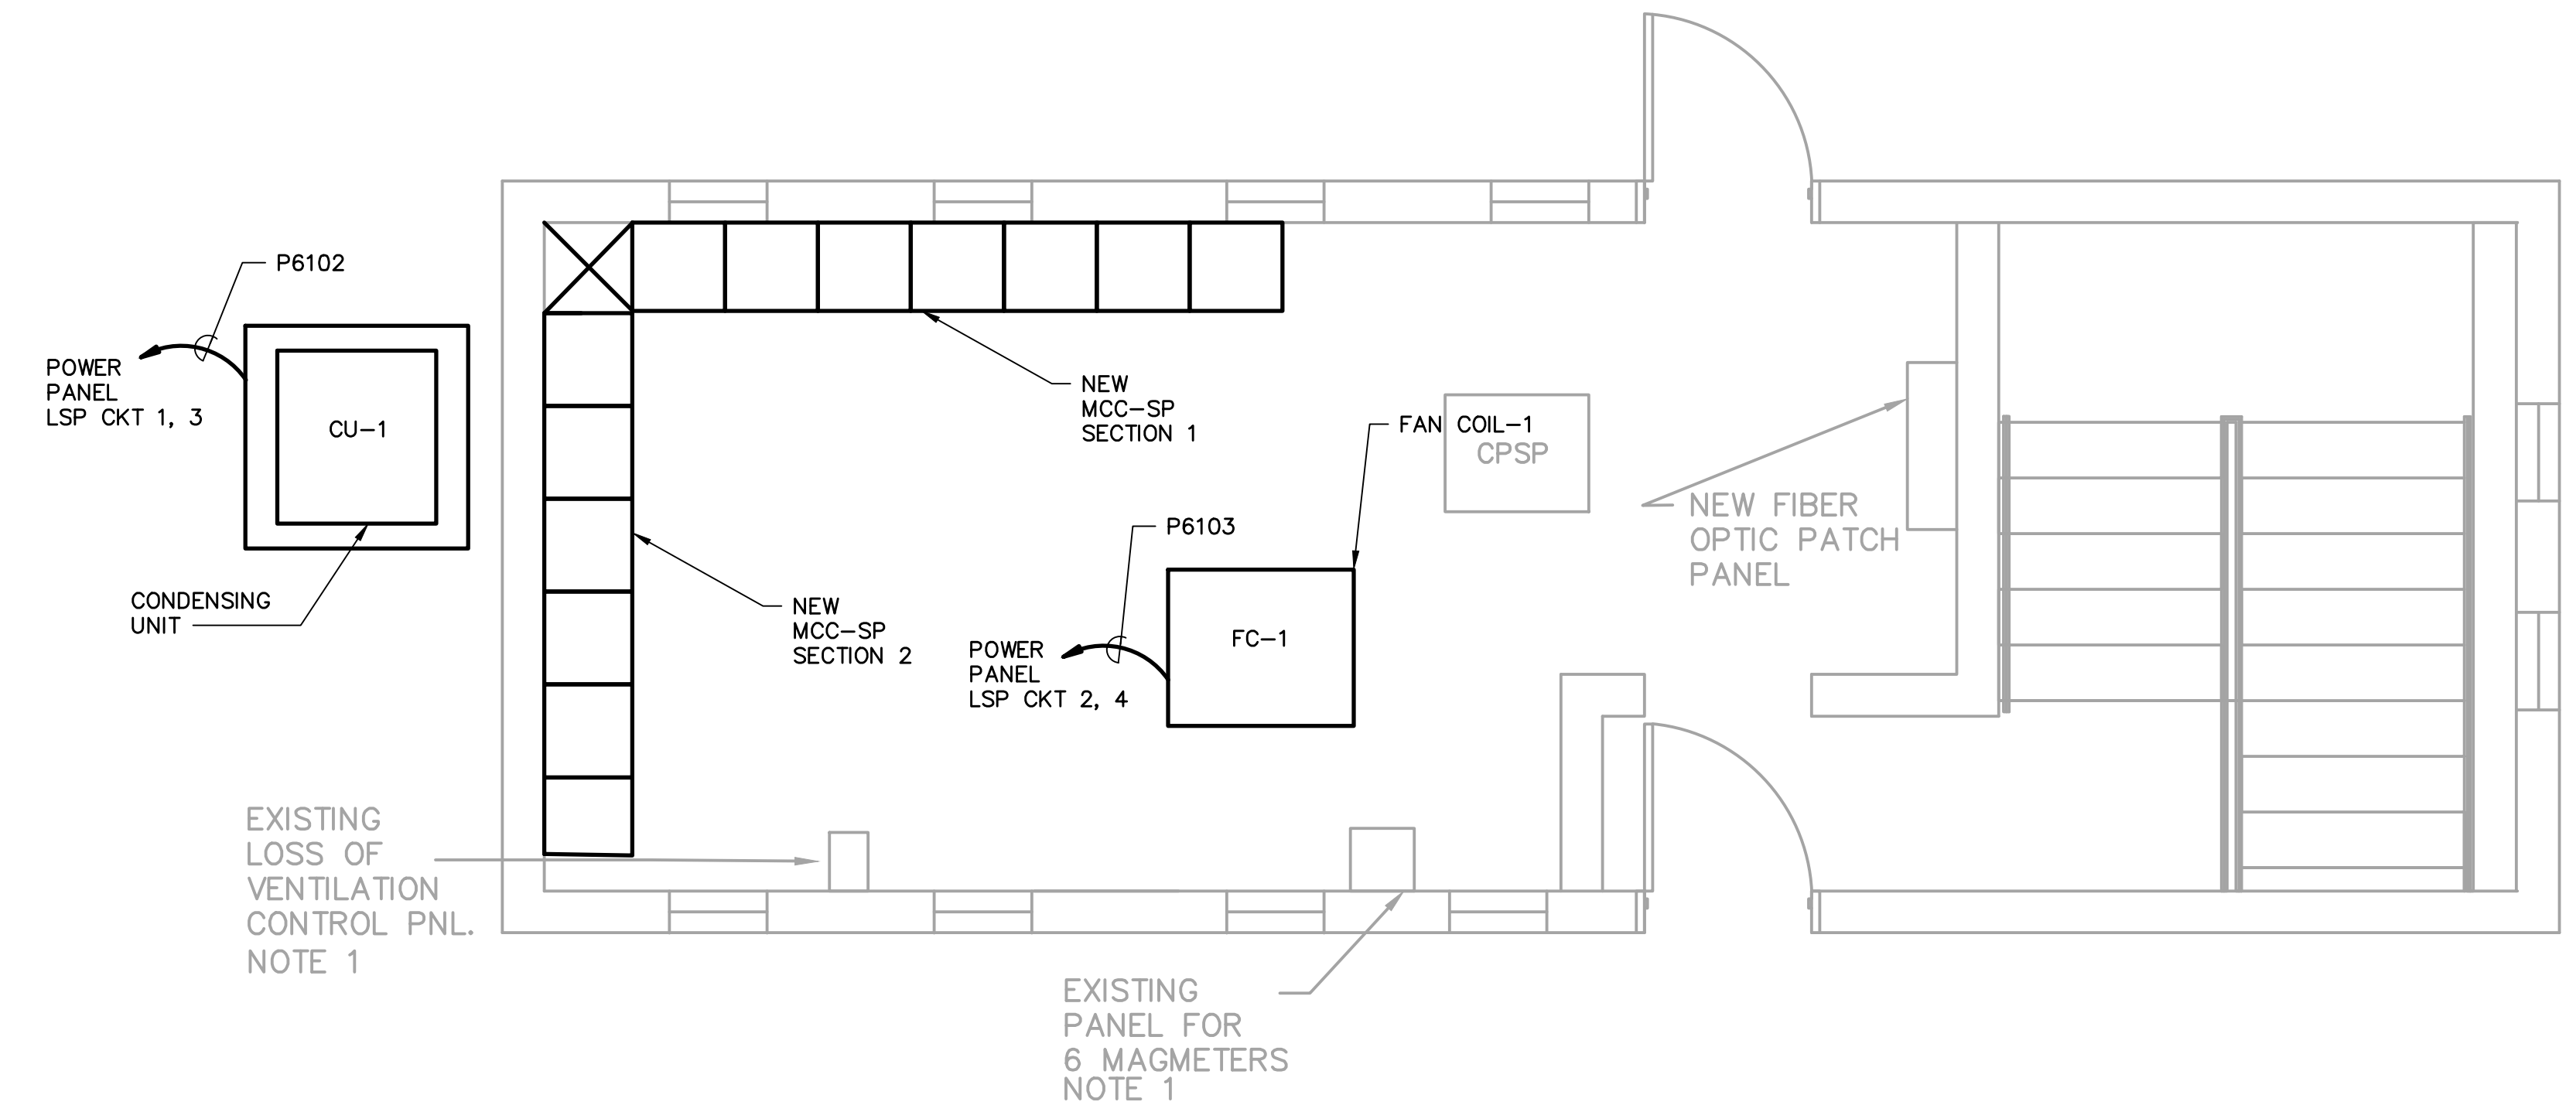 P6102
POWER
PANEL
LSP CKT 1, 3
CU-1
CONDENSING
UNIT
NEW
MCC-SP
SECTION 1
FAN COIL-1
CPSP
NEW FIBER
OPTIC PATCH
PANEL
P6103
NEW
MCC-SP
SECTION 2
POWER
PANEL
LSP CKT 2, 4
FC-1
EXISTING
LOSS OF
VENTILATION
CONTROL PNL.
NOTE 1
EXISTING
PANEL FOR
6 MAGMETERS
NOTE 1